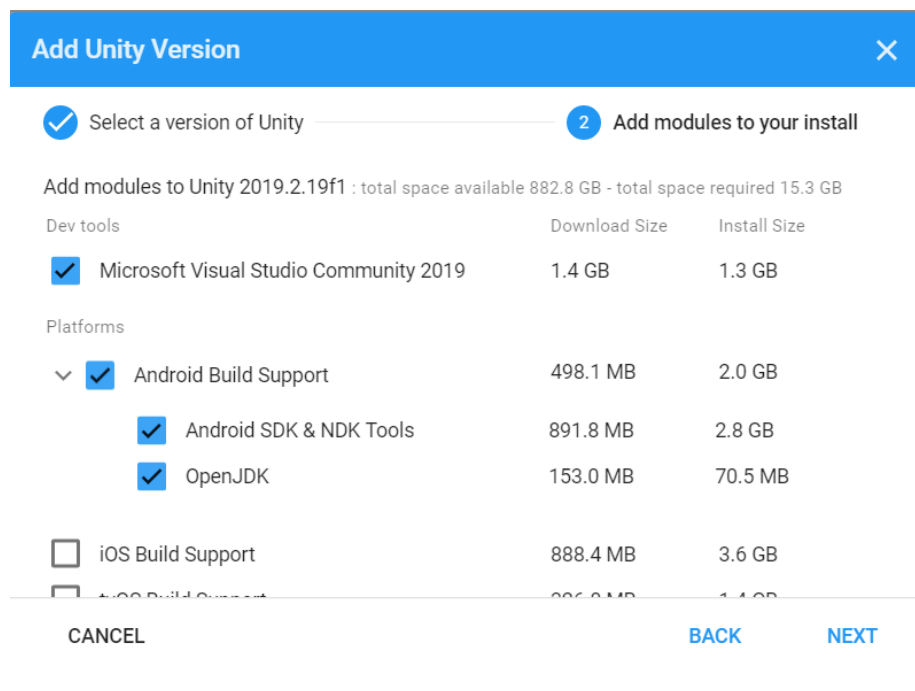 Add Unity Version
Select a version of Unity 2 Add modules to your install
Add modules to Unity 2019.2.19f1 : total space available 882.8 GB - total space required 15.3 GB
Dev tools Download Size Install Size
Microsoft Visual Studio Community 2019 1.4 GB 1.3 GB
Platforms
Android Build Support 498.1 MB 2.0 GB
Android SDK & NDK Tools 891.8 MB 2.8 GB
OpenJDK 153.0 MB 70.5 MB
iOS Build Support 888.4 MB 3.6 GB
CANCEL BACK NEXT